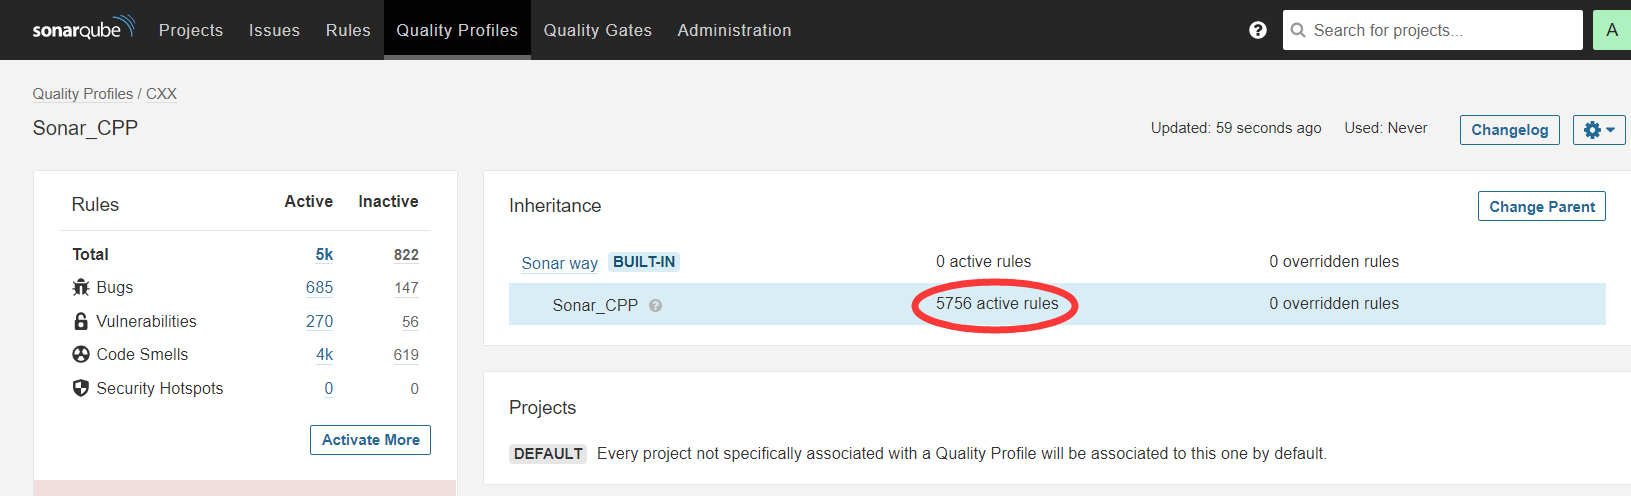 sonarqube Projects Issues Rules Quality Profiles Quality Gates Administration ? Search for projects... A
Quality Profiles / CXX
Sonar_CPP
Updated: 59 seconds ago Used: Never Changelog
Rules Active Inactive
Total 5k 822
Bugs 685 147
Vulnerabilities 270 56
Code Smells 4k 619
Security Hotspots 0 0
Activate More
Inheritance Change Parent
Sonar way BUILT-IN 0 active rules 0 overridden rules
Sonar_CPP ? 5756 active rules 0 overridden rules
Projects
DEFAULT Every project not specifically associated with a Quality Profile will be associated to this one by default.